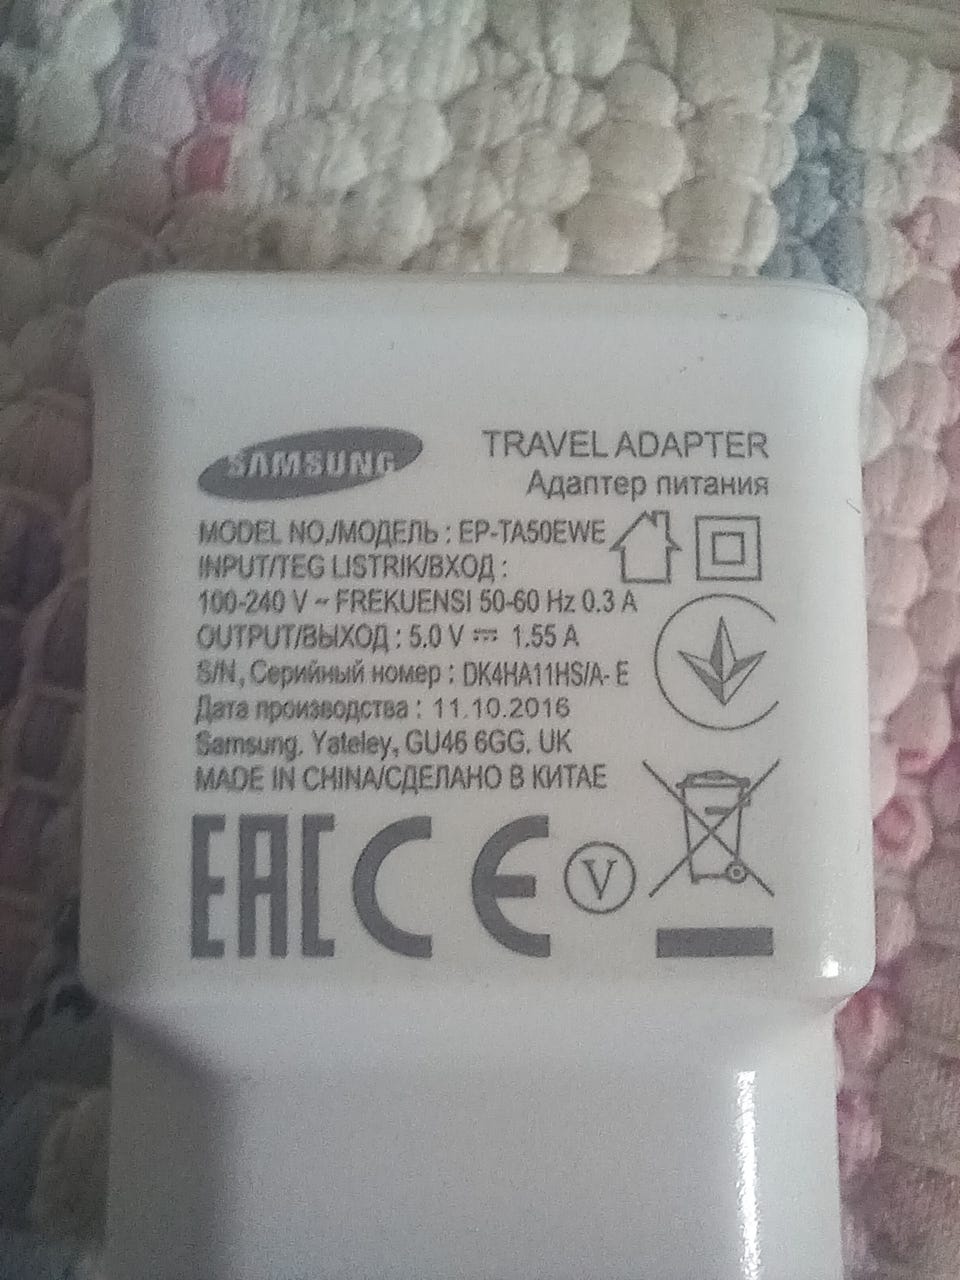 SAMSUNG
TRAVEL ADAPTER
Адаптер питания
MODEL NO./МОДЕЛЬ : EP-TA50EWE
INPUT/TEG LISTRIK/ВХОД :
100-240 V ~ FREKUENSI 50-60 Hz 0.3 A
OUTPUT/ВЫХОД : 5.0 V ⎓ 1.55 A
S/N, Серийный номер : DK4HA11HS/A- E
Дата производства : 11.10.2016
Samsung. Yateley, GU46 6GG. UK
MADE IN CHINA/СДЕЛАНО В КИТАЕ
EAC CE V